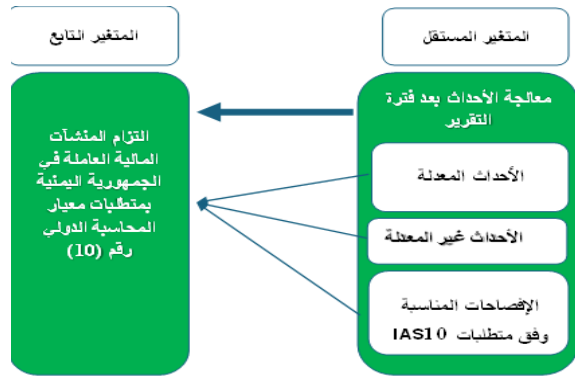 المتغير المستقل
المتغير التابع
معالجة الأحداث بعد فترة
التقرير
الأحداث المعدلة
الأحداث غير المعدلة
الإفصاحات المناسبة
وفق متطلبات IAS10
التزام المنشآت
المالية العاملة في
الجمهورية اليمنية
بمتطلبات معيار
المحاسبة الدولي
رقم (10)